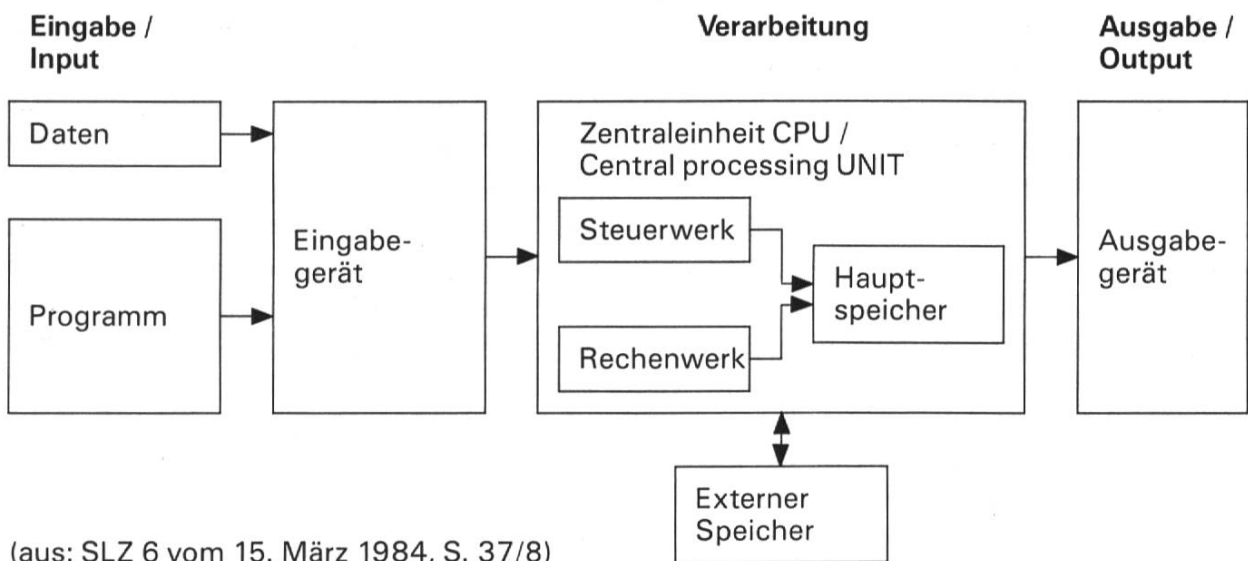 Eingabe /
Input
Verarbeitung
Ausgabe /
Output
Daten
Programm
Eingabe-
gerät
Zentraleinheit CPU /
Central processing UNIT
Steuerwerk
Rechenwerk
Haupt-
speicher
Ausgabe-
gerät
Externer
Speicher
(aus: SLZ 6 vom 15. März 1984, S. 37/8)